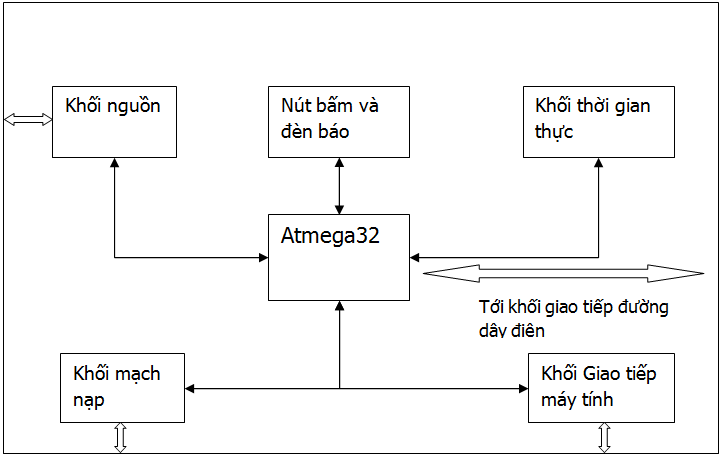 Khối nguồn
Nút bấm và
đèn báo
Khối thời gian
thực
Atmega32
Tới khối giao tiếp đường
dây điên
Khối mạch
nạp
Khối Giao tiếp
máy tính